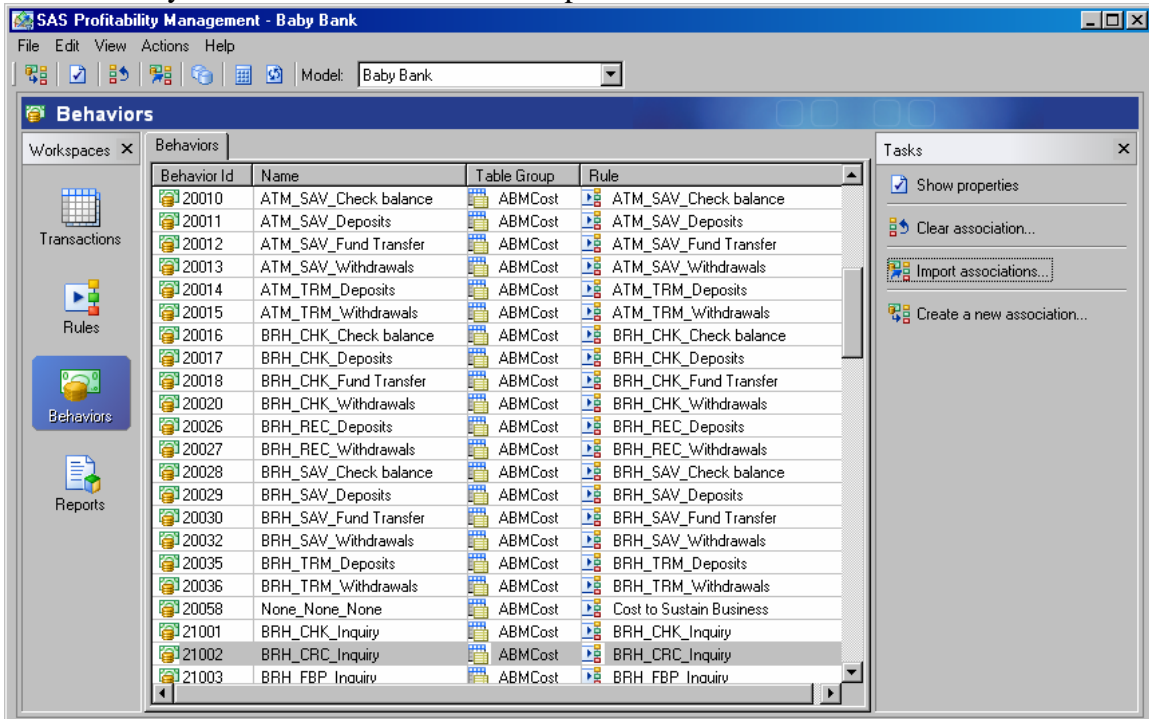 SAS Profitability Management - Baby Bank
File Edit View Actions Help
Model: Baby Bank
Behaviors
Workspaces
Transactions
Rules
Behaviors
Reports
Behaviors
Behavior Id Name Table Group Rule
20010 ATM_SAV_Check balance ABMCost ATM_SAV_Check balance
20011 ATM_SAV_Deposits ABMCost ATM_SAV_Deposits
20012 ATM_SAV_Fund Transfer ABMCost ATM_SAV_Fund Transfer
20013 ATM_SAV_Withdrawals ABMCost ATM_SAV_Withdrawals
20014 ATM_TRM_Deposits ABMCost ATM_TRM_Deposits
20015 ATM_TRM_Withdrawals ABMCost ATM_TRM_Withdrawals
20016 BRH_CHK_Check balance ABMCost BRH_CHK_Check balance
20017 BRH_CHK_Deposits ABMCost BRH_CHK_Deposits
20018 BRH_CHK_Fund Transfer ABMCost BRH_CHK_Fund Transfer
20020 BRH_CHK_Withdrawals ABMCost BRH_CHK_Withdrawals
20026 BRH_REC_Deposits ABMCost BRH_REC_Deposits
20027 BRH_REC_Withdrawals ABMCost BRH_REC_Withdrawals
20028 BRH_SAV_Check balance ABMCost BRH_SAV_Check balance
20029 BRH_SAV_Deposits ABMCost BRH_SAV_Deposits
20030 BRH_SAV_Fund Transfer ABMCost BRH_SAV_Fund Transfer
20032 BRH_SAV_Withdrawals ABMCost BRH_SAV_Withdrawals
20035 BRH_TRM_Deposits ABMCost BRH_TRM_Deposits
20036 BRH_TRM_Withdrawals ABMCost BRH_TRM_Withdrawals
20058 None_None_None ABMCost Cost to Sustain Business
21001 BRH_CHK_Inquiry ABMCost BRH_CHK_Inquiry
21002 BRH_CRC_Inquiry ABMCost BRH_CRC_Inquiry
21003 BRH_FBP_Inquiry ABMCost BRH_FBP_Inquiry
Tasks
Show properties
Clear association...
Import associations...
Create a new association...